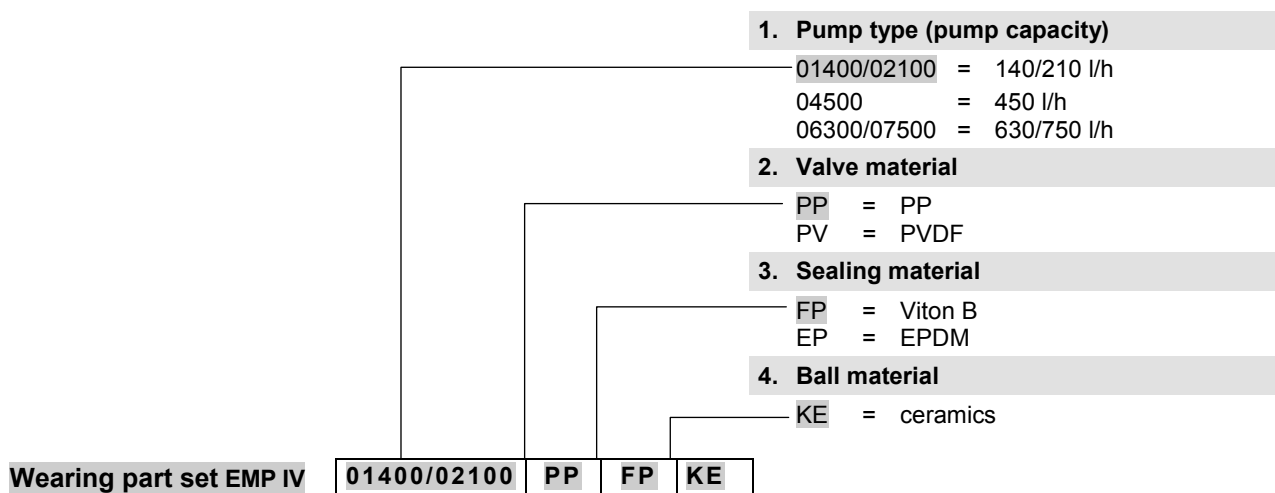 1. Pump type (pump capacity)
01400/02100 = 140/210 l/h
04500 = 450 l/h
06300/07500 = 630/750 l/h
2. Valve material
PP = PP
PV = PVDF
3. Sealing material
FP = Viton B
EP = EPDM
4. Ball material
KE = ceramics
Wearing part set EMP IV 01400/02100 PP FP KE